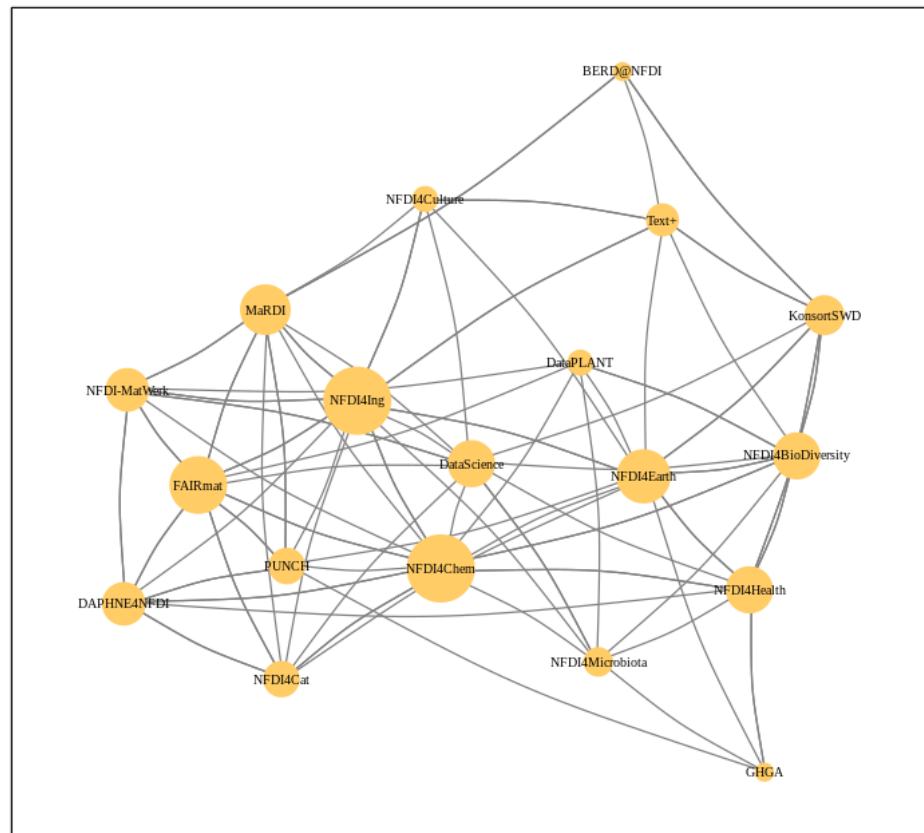 BERD@NFDI
NFDI4Culture
Text+
MaRDI
KonsortSWD
DataPLANT
NFDI-MatWerk
NFDI4Ing
NFDI4BioDiversity
DataScience
NFDI4Earth
FAIRmat
PUNCH
NFDI4Chem
NFDI4Health
DAPHNE4NFDI
NFDI4Microbiota
NFDI4Cat
GHGA